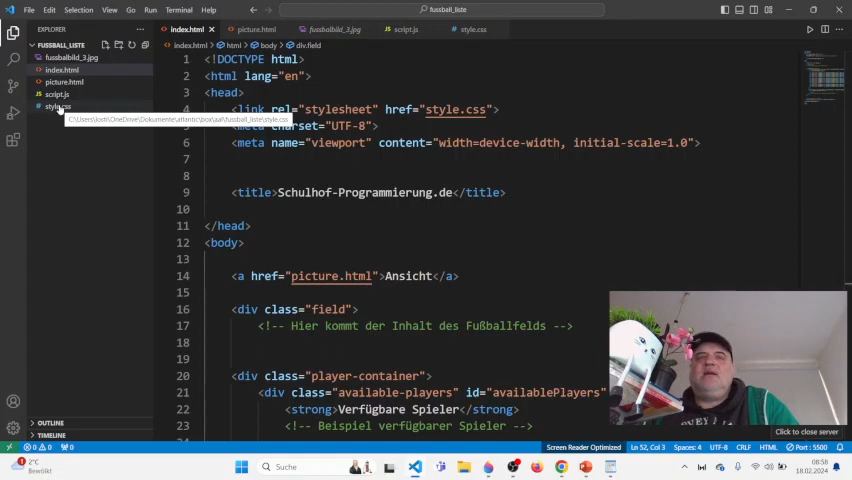 File Edit Selection View Go Run Terminal Help
fussball_liste
EXPLORER
FUSSBALL_LISTE
fussbalbild_3.jpg
index.html
picture.html
script.js
style.css
index.html
picture.html
fussbalbild_3.jpg
script.js
style.css
index.html > html > body > div.field
1 <!DOCTYPE html>
2 <html lang="en">
3 <head>
4 <link rel="stylesheet" href="style.css">
5 <meta charset="UTF-8">
6 <meta name="viewport" content="width=device-width, initial-scale=1.0">
7
8
9 <title>Schulhof-Programmierung.de</title>
10
11 </head>
12 <body>
13
14 <a href="picture.html">Ansicht</a>
15
16 <div class="field">
17 <!-- Hier kommt der Inhalt des Fußballfelds -->
18
19
20 <div class="player-container">
21 <div class="available-players" id="availablePlayers"
22 <strong>Verfügbare Spieler</strong>
23 <!-- Beispiel verfügbarer Spieler -->
OUTLINE
TIMELINE
Click to close server
0 0 0
Screen Reader Optimized Ln 52, Col 3 Spaces: 4 UTF-8 CRLF HTML Port : 5500
2°C
Bewölkt
Suche
08:58
18.02.2024